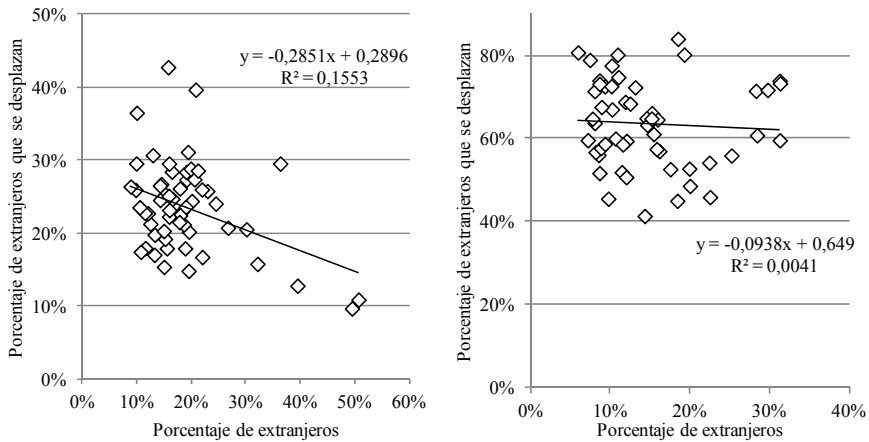 Porcentaje de extranjeros que se desplazan
50%
40%
30%
20%
10%
0%
y = -0,2851x + 0,2896
R² = 0,1553
0%
10%
20%
30%
40%
50%
60%
Porcentaje de extranjeros
Porcentaje de extranjeros que se desplazan
80%
60%
40%
20%
0%
y = -0,0938x + 0,649
R² = 0,0041
0%
10%
20%
30%
40%
Porcentaje de extranjeros